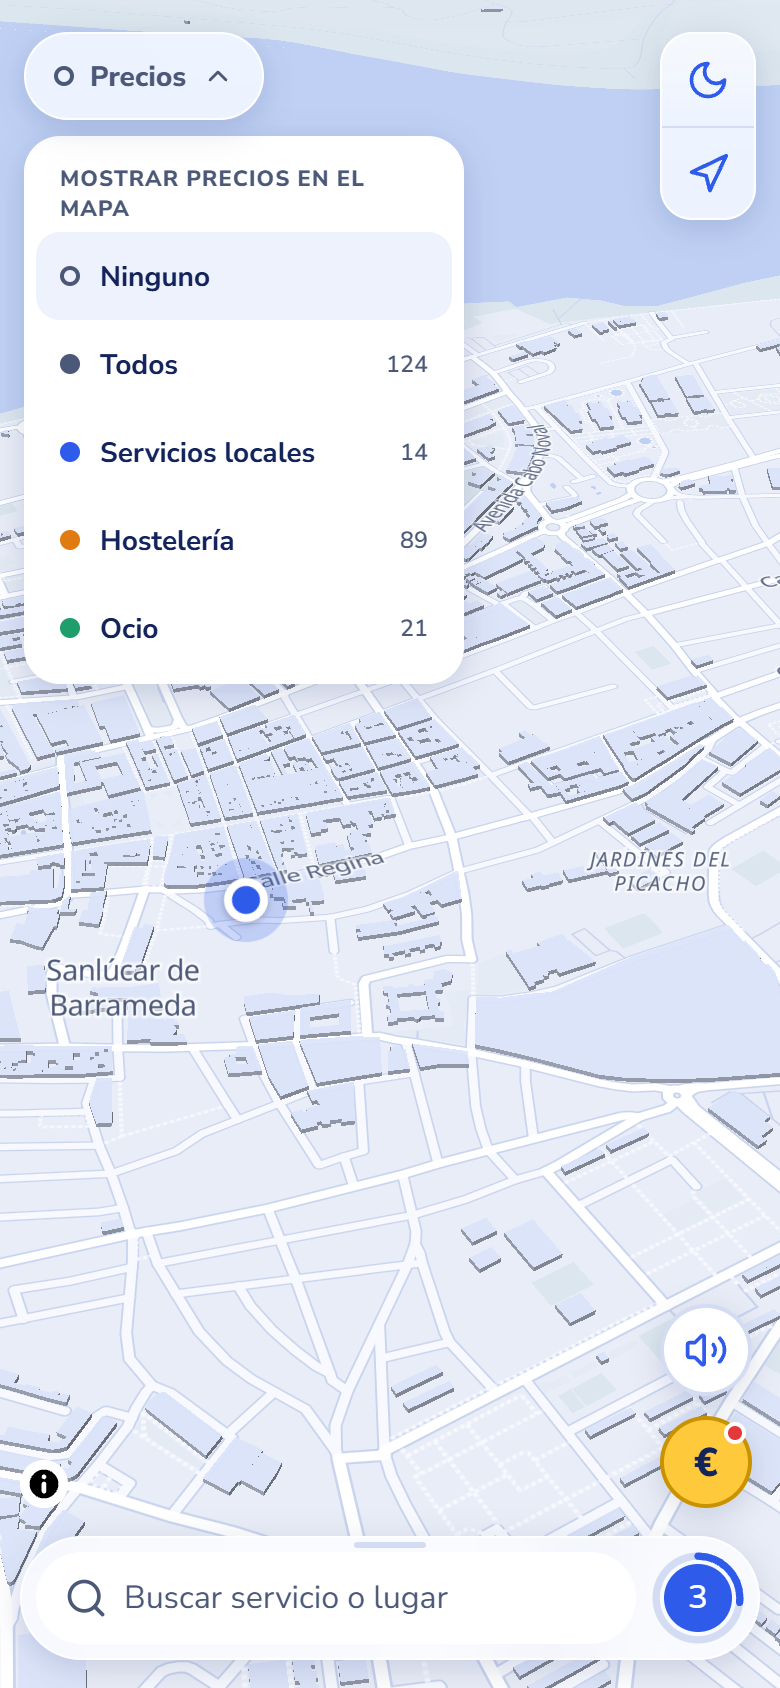 Precios
MOSTRAR PRECIOS EN EL
MAPA
Ninguno
Todos 124
Servicios locales 14
Hostelería 89
Ocio 21
Avenida Cabo Noval
JARDINES DEL
PICACHO
alle Regina
Sanlúcar de
Barrameda
€
Buscar servicio o lugar
3